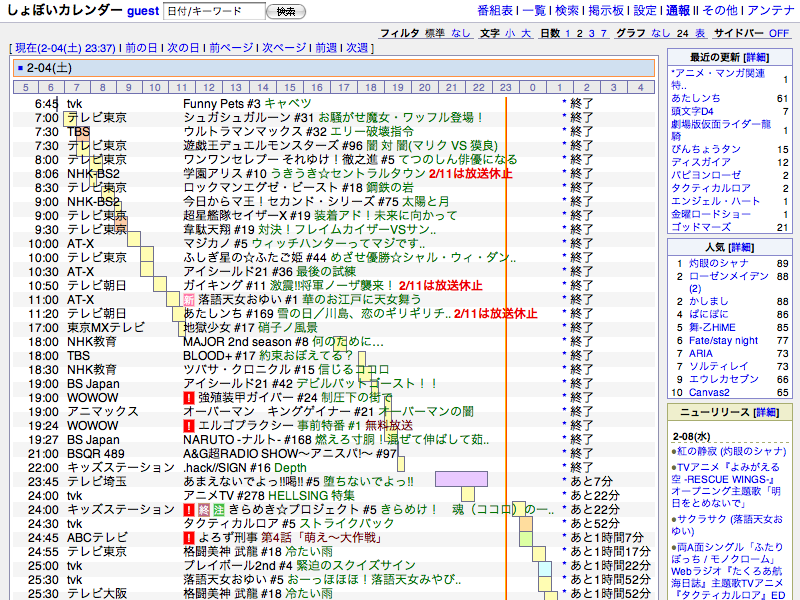 しょぼいカレンダー guest 日付/キーワード 検索 番組表 | 一覧 | 検索 | 掲示板 | 設定 | 通報 || その他 | アンテナ
フィルタ 標準 なし 文字 小 大 日数 1 2 3 7 グラフ なし 24 表 サイドバー OFF
[ 現在(2-04(土) 23:37) | 前の日 | 次の日 | 前ページ | 次ページ | 前週 | 次週 ]
2-04(土)
5 6 7 8 9 10 11 12 13 14 15 16 17 18 19 20 21 22 23 0 1 2 3 4
6:45 tvk Funny Pets #3 キャベツ * 終了
7:00 テレビ東京 シュガシュガルーン #31 お騒がせ魔女・ワッフル登場！ * 終了
7:30 TBS ウルトラマンマックス #32 エリー破壊指令 * 終了
7:30 テレビ東京 遊戯王デュエルモンスターズ #96 闇 対 闇(マリク VS 獏良) * 終了
8:00 テレビ東京 ワンワンセレプー それゆけ！徹之進 #5 てつのしん俳優になる * 終了
8:06 NHK-BS2 学園アリス #10 うきうき☆セントラルタウン 2/11は放送休止 * 終了
8:30 テレビ東京 ロックマンエグゼ・ビースト #18 鋼鉄の岩 * 終了
9:00 NHK-BS2 今日からマ王！セカンド・シリーズ #75 太陽と月 * 終了
9:00 テレビ東京 超星艦隊セイザーX #19 装着アド！未来に向かって * 終了
9:30 テレビ東京 韋駄天翔 #19 対決！フレイムカイザーVSサン.. * 終了
10:00 AT-X マジカノ #5 ウィッチハンターってマジです.. * 終了
10:00 テレビ東京 ふしぎ星の☆ふたご姫 #44 めざせ優勝☆シャル・ウィ・ダン.. * 終了
10:30 AT-X アイシールド21 #36 最後の試練 * 終了
10:50 テレビ朝日 ガイキング #11 激震!!将軍ノーザ襲来！ 2/11は放送休止 * 終了
11:00 AT-X 新 落語天女おゆい #1 華のお江戸に天女舞う * 終了
11:20 テレビ朝日 あたしンち #169 雪の日／川島、恋のギリギリチ.. 2/11は放送休止 * 終了
17:00 東京MXテレビ 地獄少女 #17 硝子ノ風景 * 終了
18:00 NHK教育 MAJOR 2nd season #8 何のために… * 終了
18:00 TBS BLOOD+ #17 約束おぼえてる？ * 終了
18:30 NHK教育 ツバサ・クロニクル #15 信じるココロ * 終了
19:00 BS Japan アイシールド21 #42 デビルバットゴースト！！ * 終了
19:00 WOWOW ! 強殖装甲ガイバー #24 制圧下の街で * 終了
19:00 アニマックス オーバーマン キングゲイナー #21 オーバーマンの闇 * 終了
19:24 WOWOW ! エルゴプラクシー 事前特番 #1 無料放送 * 終了
19:27 BS Japan NARUTO -ナルト- #168 燃えろ寸胴！混ぜて伸ばして茹.. * 終了
21:00 BSQR 489 A&G超RADIO SHOW～アニスパ!～ #97 * 終了
22:00 キッズステーション .hack//SIGN #16 Depth * 終了
23:45 テレビ埼玉 あまえないでよっ!!喝!! #5 堕ちないでよっ!! * あと7分
24:00 tvk アニメTV #278 HELLSING 特集 * あと22分
24:00 キッズステーション ! 終 注 きらめき☆プロジェクト #5 きらめけ！ 魂（ココロ）の一.. * あと22分
24:30 tvk タクティカルロア #5 ストライクバック * あと52分
24:45 ABCテレビ ! よろず刑事 第4話「萌え～大作戦」 * あと1時間7分
24:55 テレビ東京 格闘美神 武龍 #18 冷たい雨 * あと1時間17分
25:00 tvk プレイボール2nd #4 緊迫のスクイズサイン * あと1時間22分
25:30 tvk 落語天女おゆい #5 おーっほほほ！落語天女みやび.. * あと1時間52分
25:30 テレビ大阪 格闘美神 武龍 #18 冷たい雨 * あと1時間52分
最近の更新 [詳細]
*アニメ・マンガ関連特.. 1
あたしンち 61
頭文字D4 7
劇場版仮面ライダー龍騎 1
びんちょうタン 15
ディスガイア 12
パピヨンローゼ 2
タクティカルロア 2
エンジェル・ハート 1
金曜ロードショー 1
ゴッドマーズ 21
人気 [詳細]
1 灼眼のシャナ 89
2 ローゼンメイデン(2) 88
2 かしまし 88
4 ぱにぽに 86
5 舞-乙HiME 85
6 Fate/stay night 77
7 ARIA 73
7 ソルティレイ 73
9 エウレカセブン 66
10 Canvas2 65
ニューリリース [詳細]
2-08(水)
●紅の静寂 (灼眼のシャナ)
●TVアニメ『よみがえる空 -RESCUE WINGS-』オープニング主題歌「明日をとめないで」
●サクラサク (落語天女おゆい)
●両A面シングル「ふたりぼっち / モノクローム」Webラジオ『たくろあ航海日誌』主題歌TVアニメ『タクティカルロア』ED